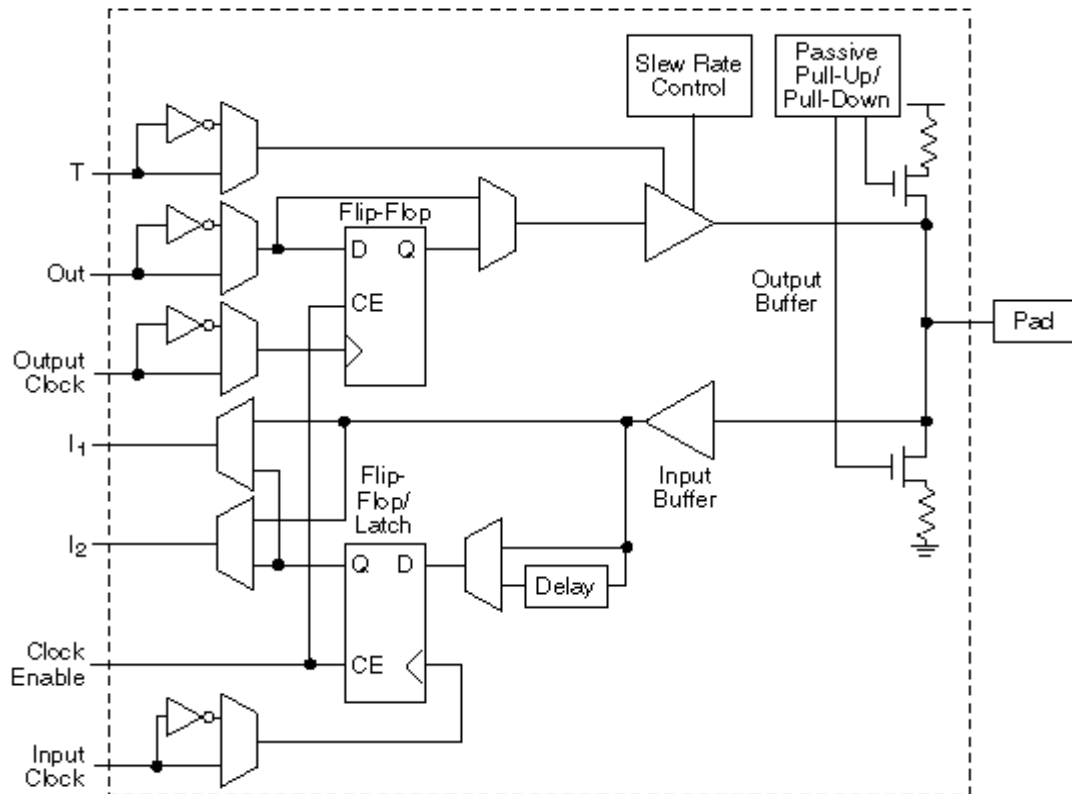 Slew Rate
Control
Passive
Pull-Up/
Pull-Down
T
Flip-Flop
D Q
Out
CE
Output
Buffer
Pad
Output
Clock
I1
Flip-
Flop/
Latch
Input
Buffer
I2
Q D
Delay
Clock
Enable
CE
Input
Clock